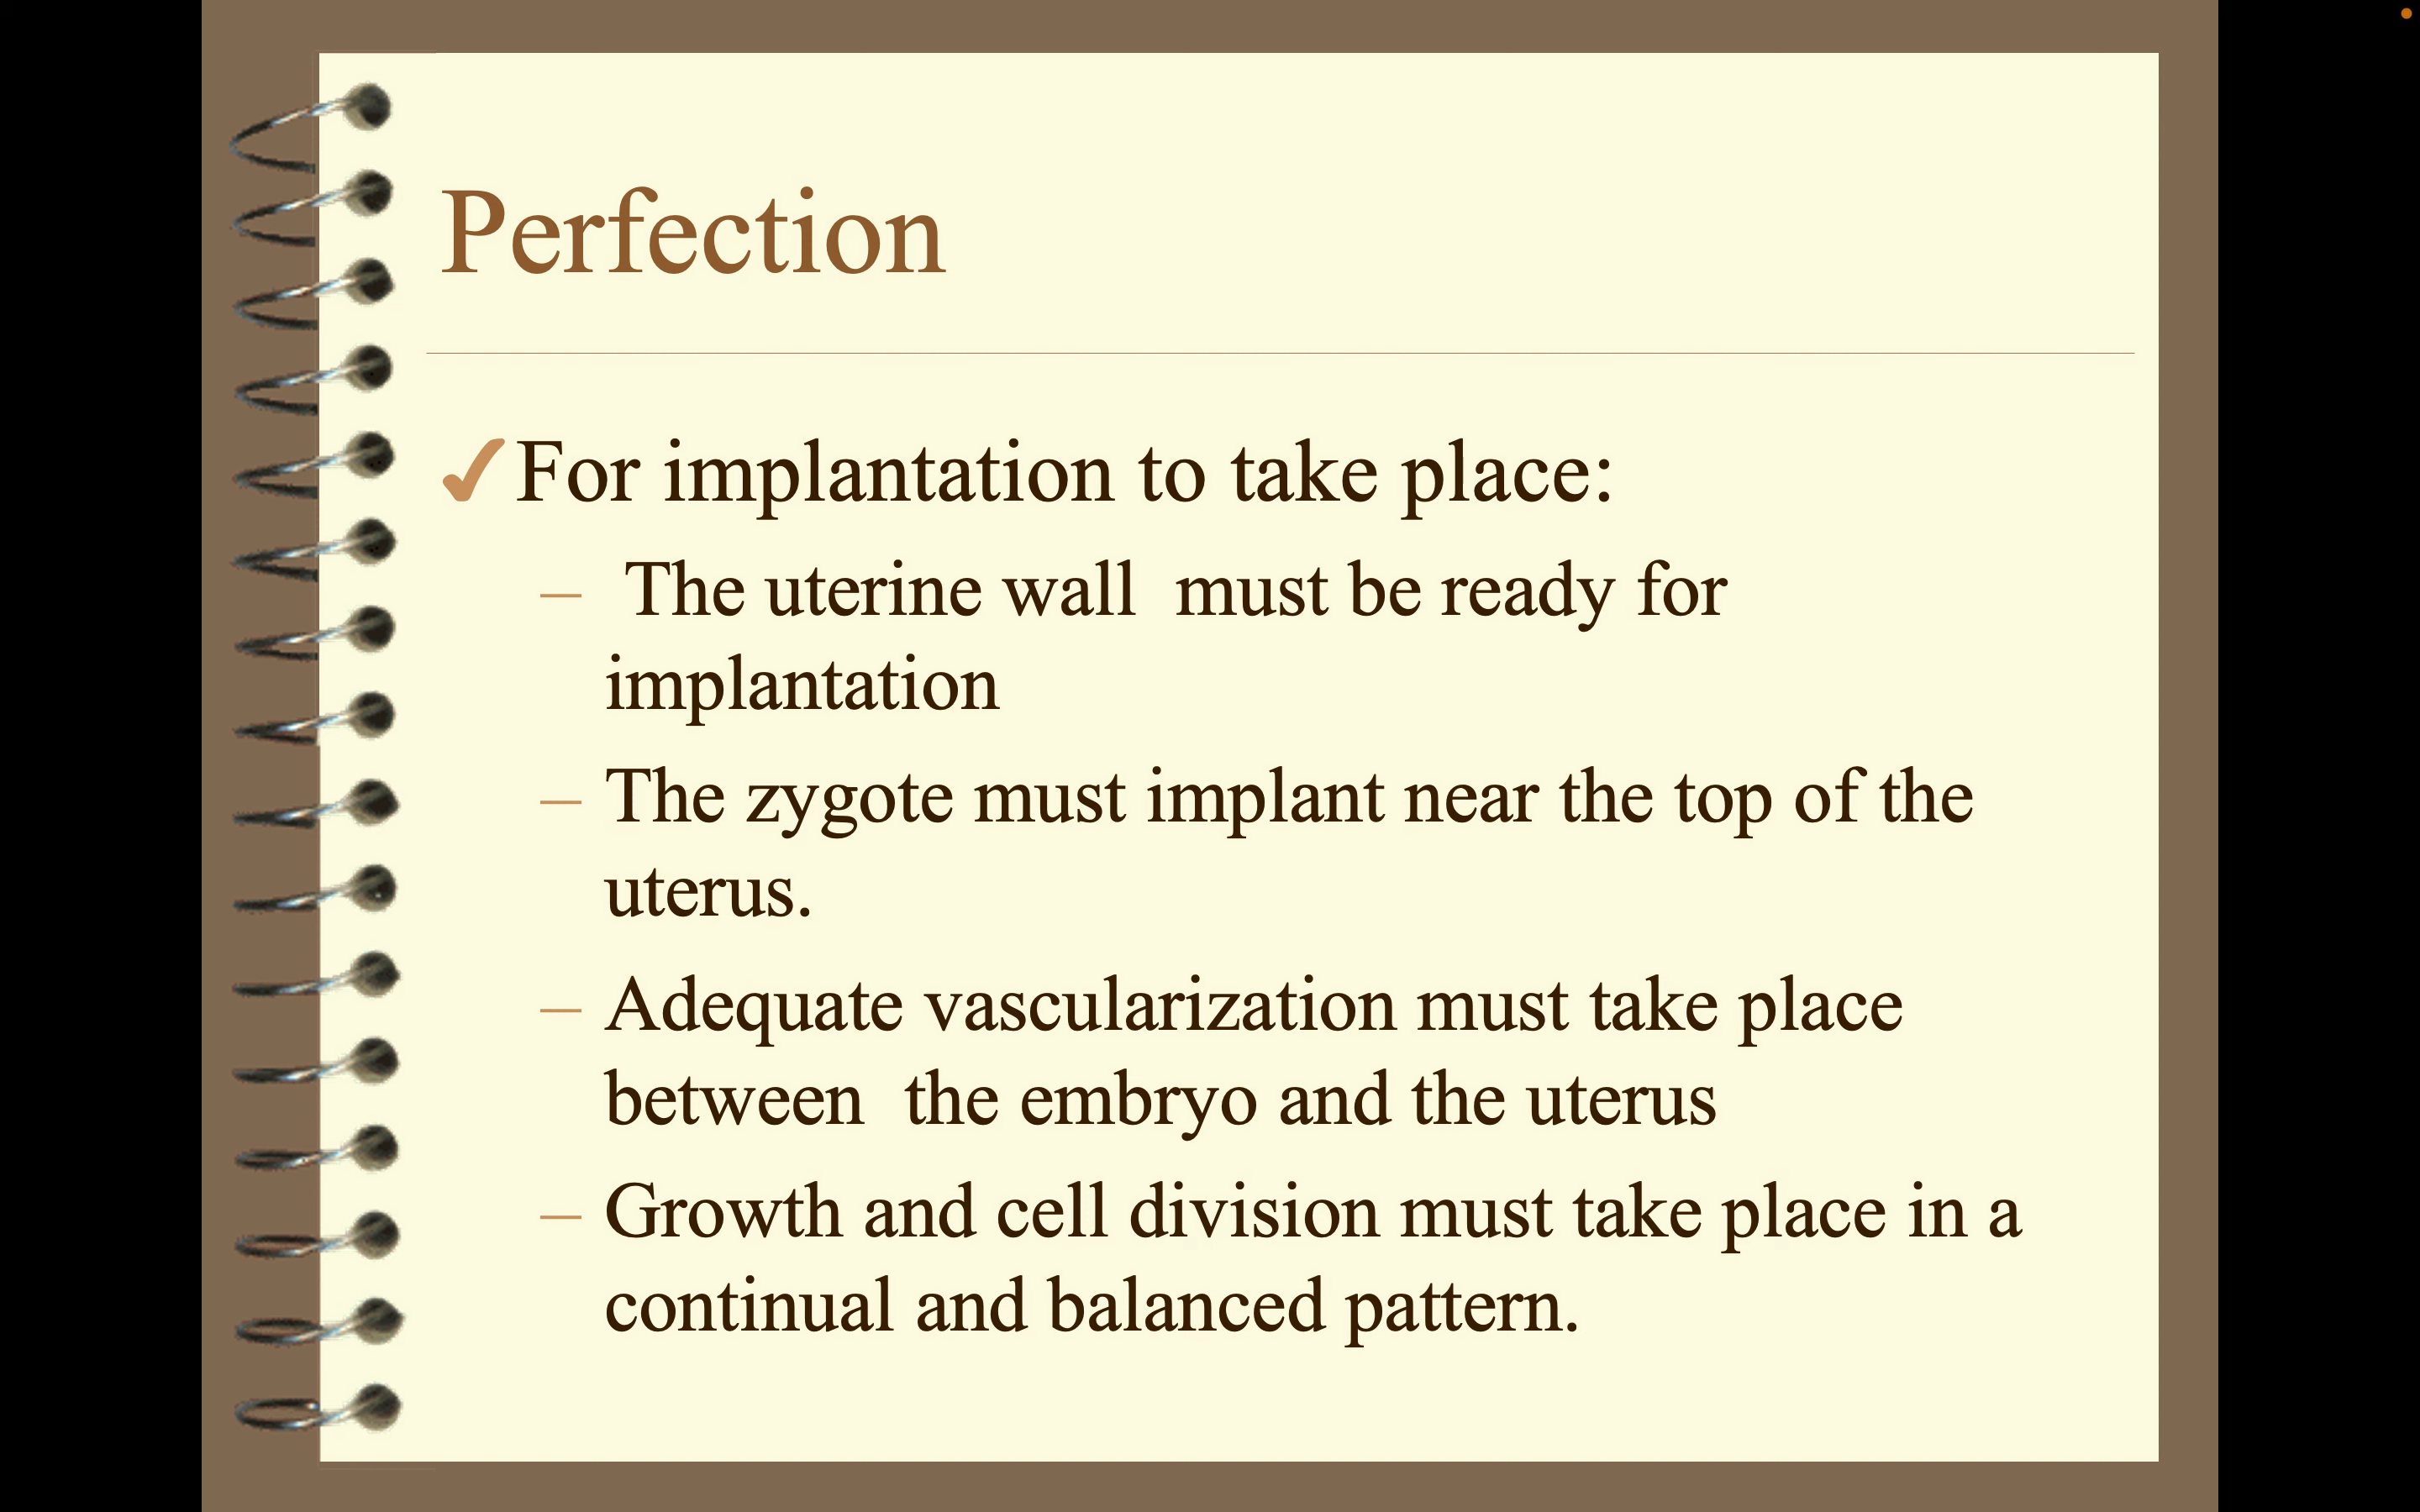 Perfection
✓For implantation to take place:
– The uterine wall must be ready for
implantation
– The zygote must implant near the top of the
uterus.
– Adequate vascularization must take place
between the embryo and the uterus
– Growth and cell division must take place in a
continual and balanced pattern.